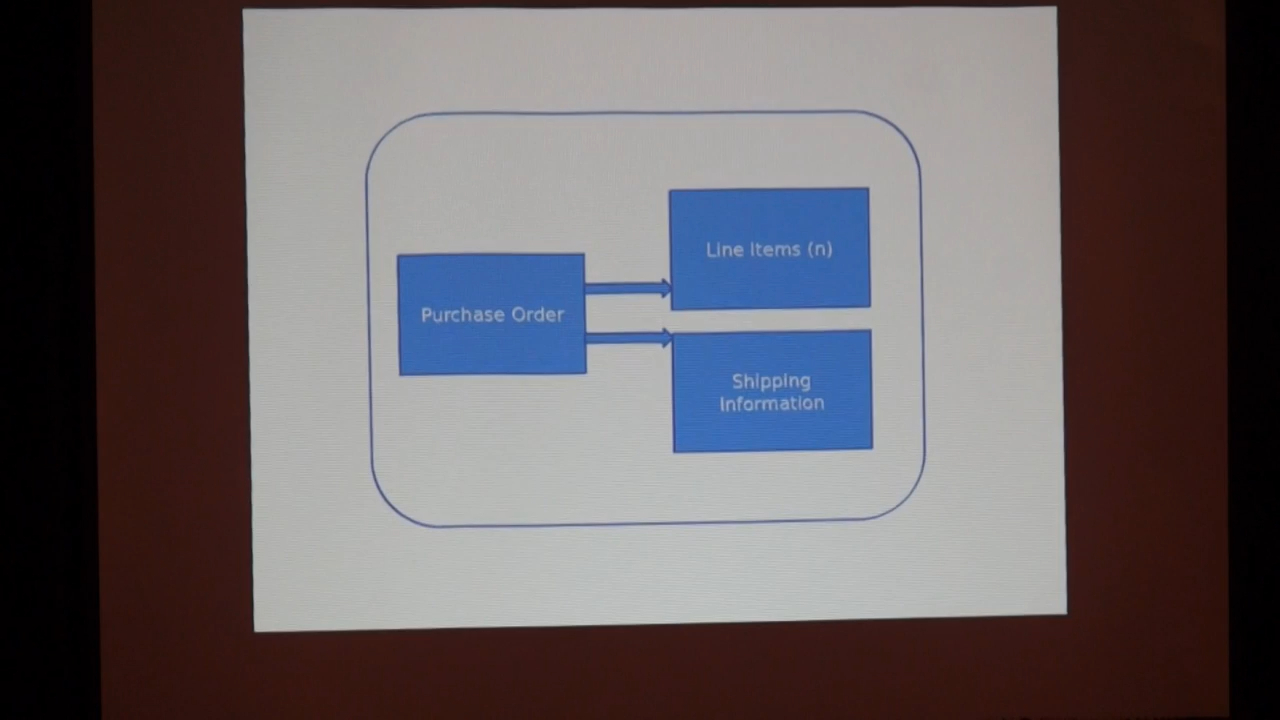 Line Items (n)
Purchase Order
Shipping
Information